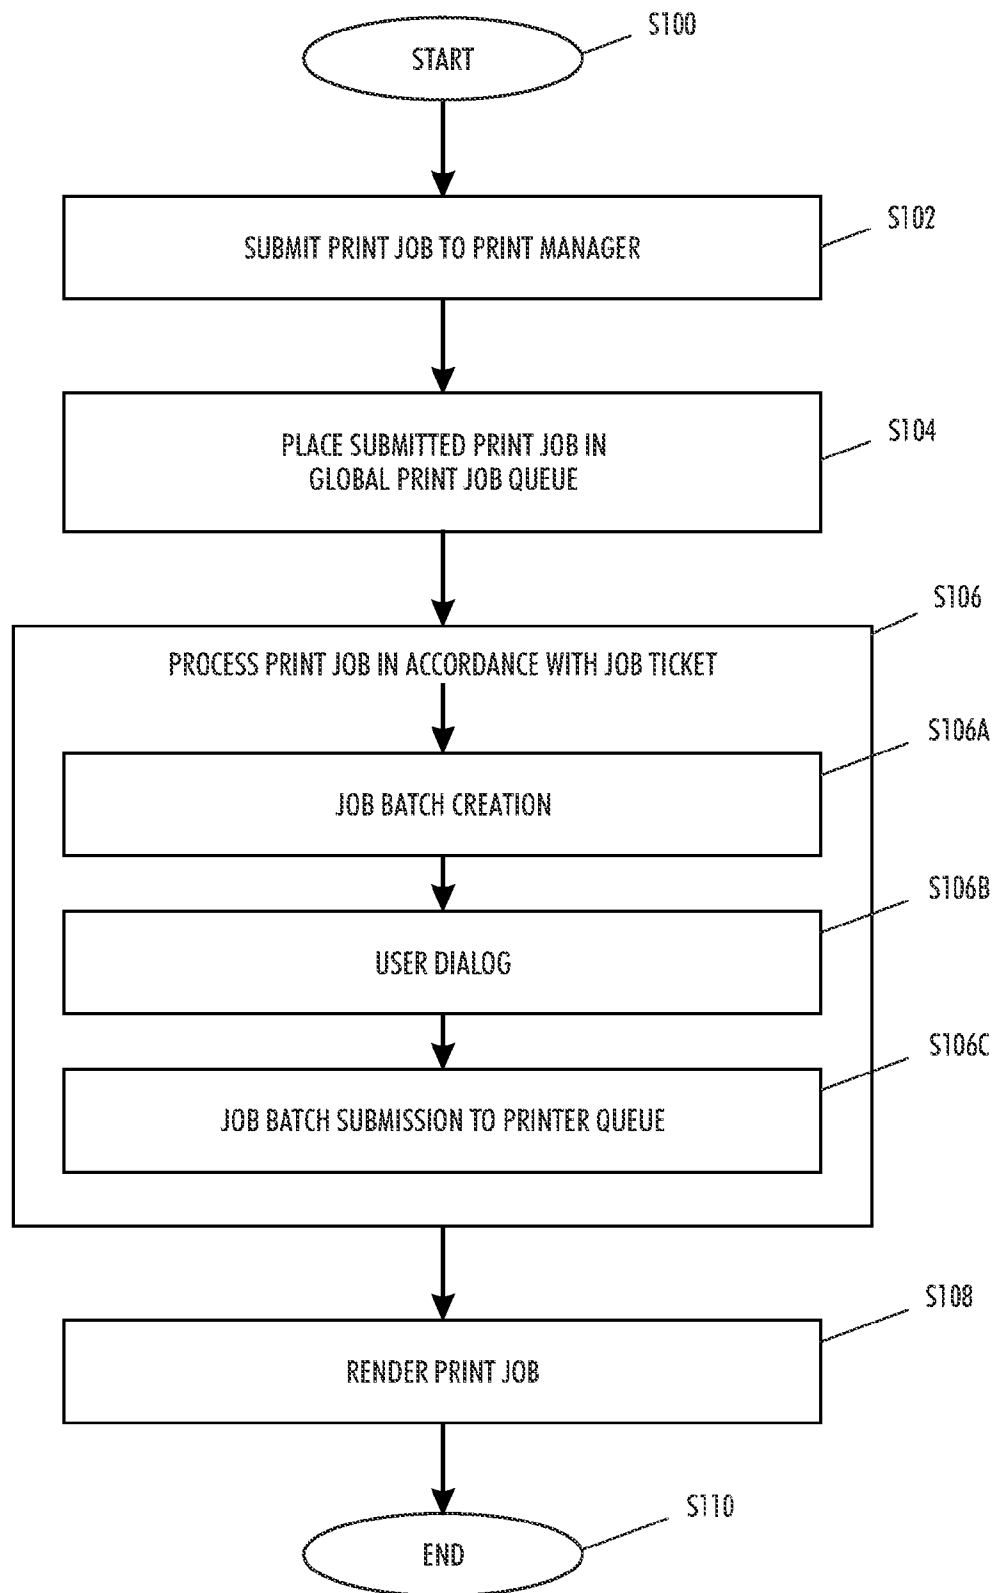 START
S100
SUBMIT PRINT JOB TO PRINT MANAGER
S102
PLACE SUBMITTED PRINT JOB IN
GLOBAL PRINT JOB QUEUE
S104
S106
PROCESS PRINT JOB IN ACCORDANCE WITH JOB TICKET
S106A
JOB BATCH CREATION
S106B
USER DIALOG
S106C
JOB BATCH SUBMISSION TO PRINTER QUEUE
S108
RENDER PRINT JOB
S110
END